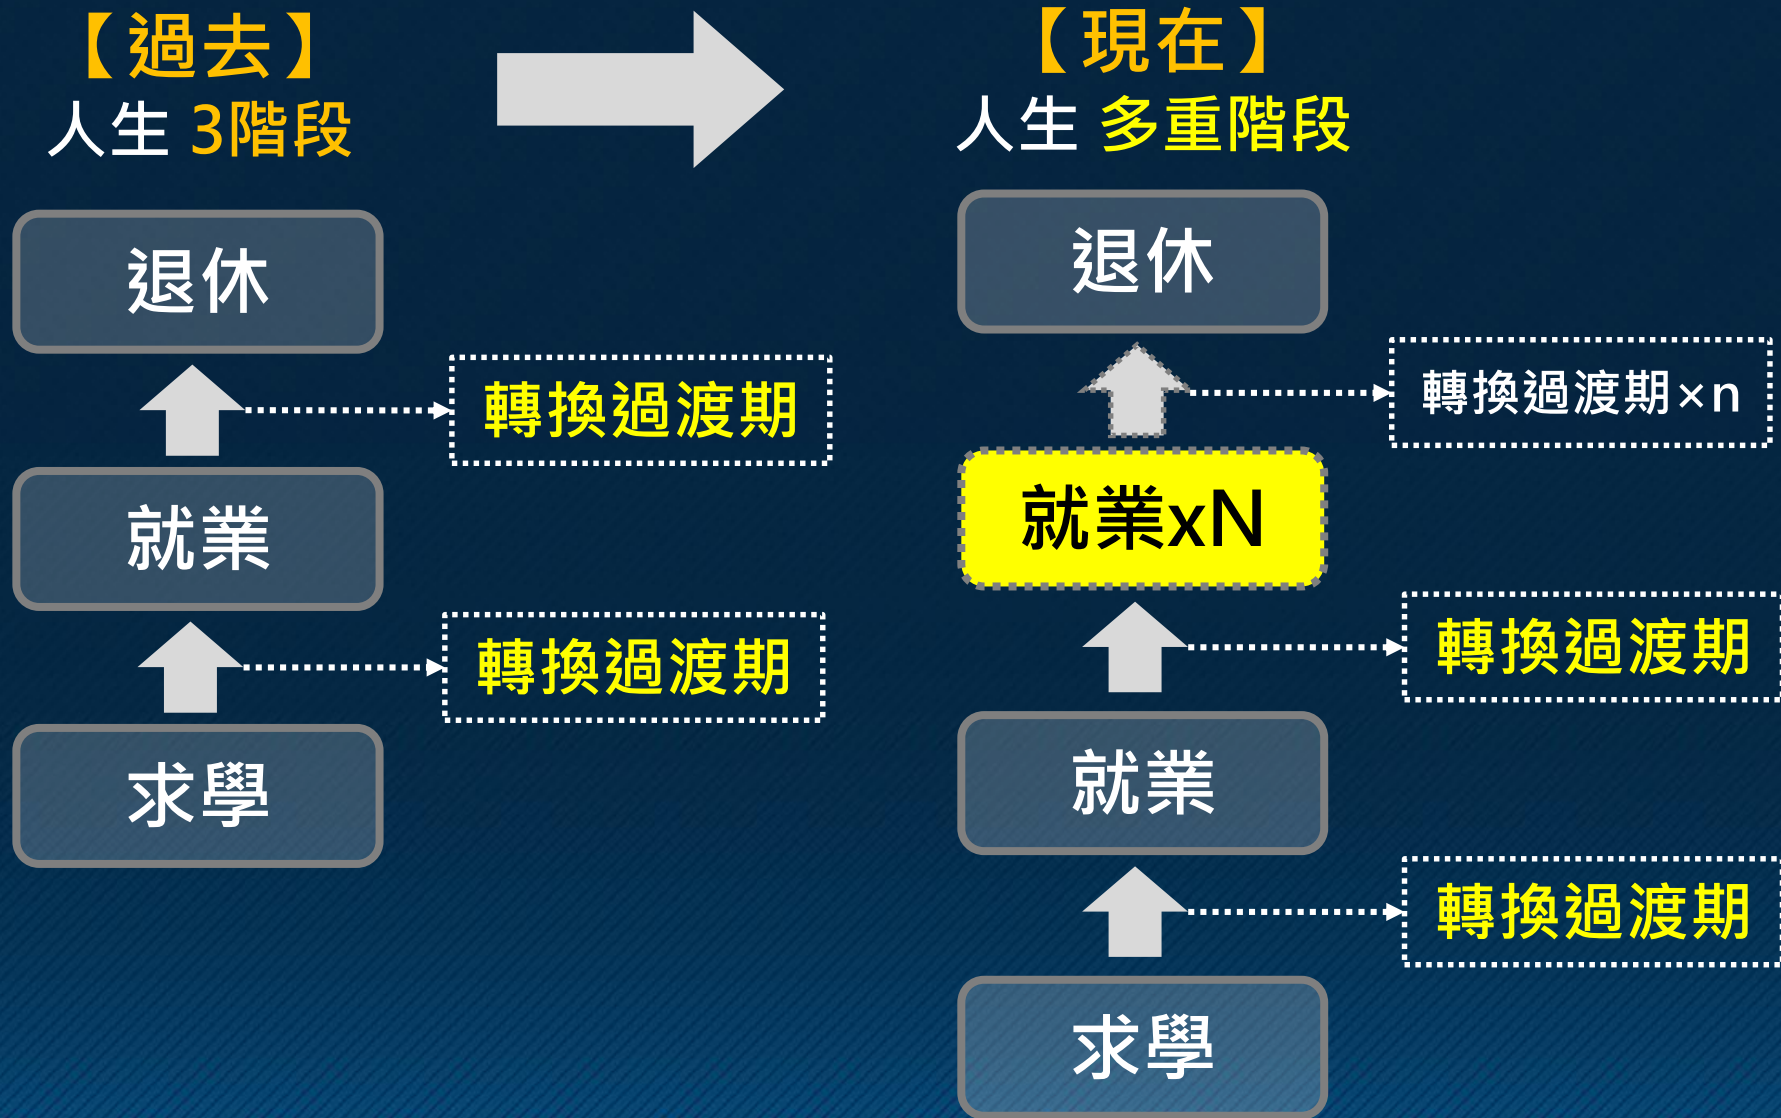 【過去】
人生 3階段
退休
轉換過渡期
就業
轉換過渡期
求學
【現在】
人生 多重階段
退休
轉換過渡期×n
就業xN
轉換過渡期
就業
轉換過渡期
求學